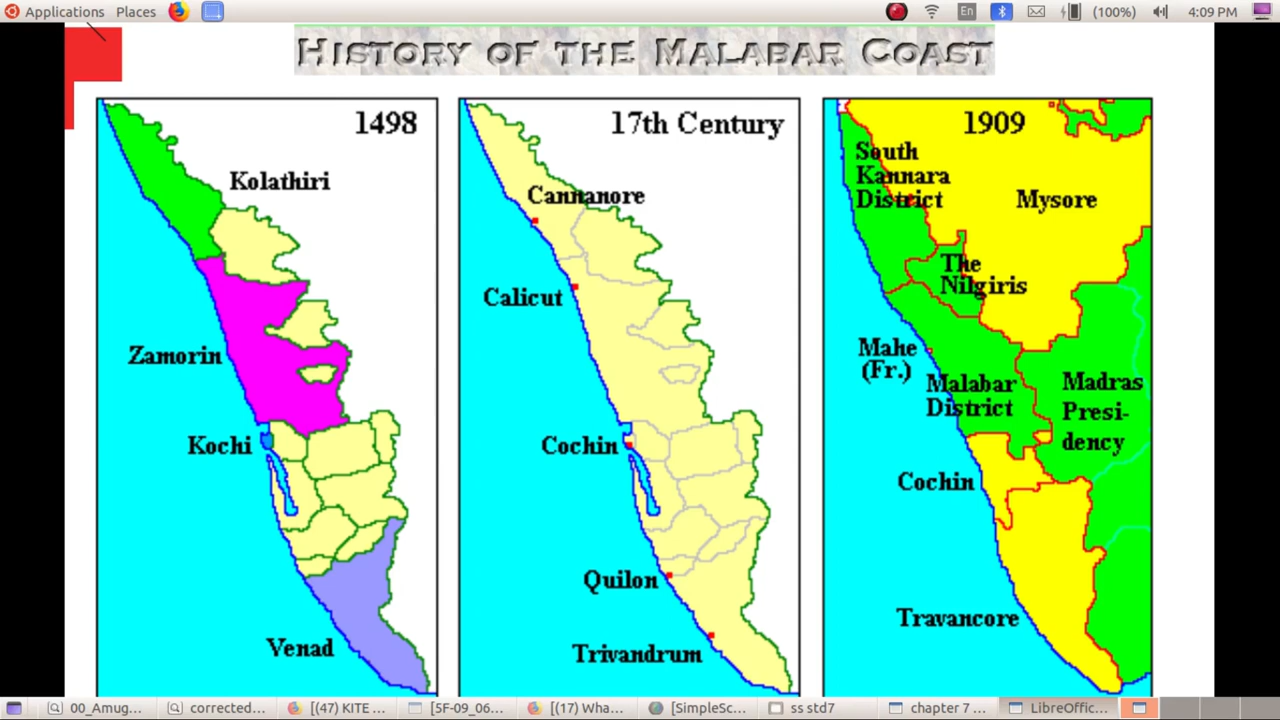 Applications Places En (100%) 4:09 PM
HISTORY OF THE MALABAR COAST
1498
Kolathiri
Zamorin
Kochi
Venad
17th Century
Cannanore
Calicut
Cochin
Quilon
Trivandrum
1909
South
Kannara
District
Mysore
The
Nilgiris
Mahe
(Fr.)
Malabar
District
Madras
Presi-
dency
Cochin
Travancore
00_Amug... corrected... [(47) KITE ... [5F-09_06... [(17) Wha... [SimpleSc... ss std7 chapter 7 ... LibreOffic...